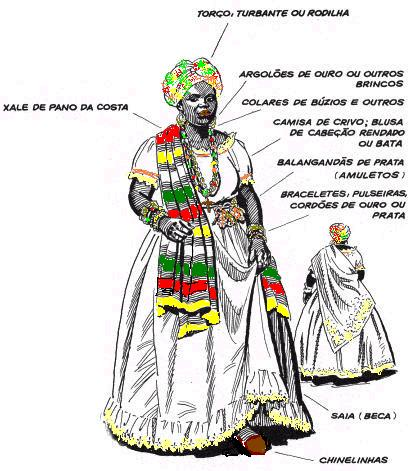 TORÇO, TURBANTE OU RODILHA
ARGOLÕES DE OURO OU OUTROS
BRINCOS
XALE DE PANO DA COSTA
COLARES DE BÚZIOS E OUTROS
CAMISA DE CRIVO; BLUSA
DE CABEÇÃO RENDADO
OU BATA
BALANGANDÃS DE PRATA
(AMULETOS)
BRACELETES, PULSEIRAS,
CORDÕES DE OURO OU
PRATA
SAIA (BECA)
CHINELINHAS